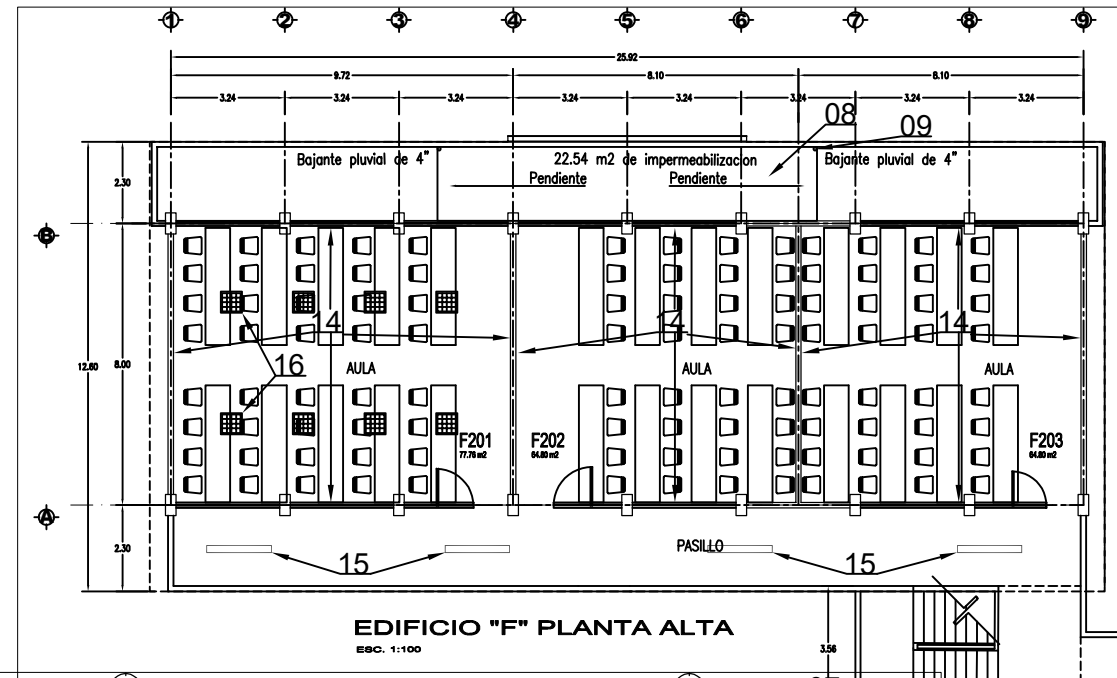 1 2 3 4 5 6 7 8 9
25.92
9.72 8.10 8.10
3.24 3.24 3.24 3.24 3.24 3.24 3.24 3.24
08
09
Bajante pluvial de 4"
22.54 m2 de impermeabilizacion
Bajante pluvial de 4"
Pendiente
Pendiente
2.30
B
14
14
14
12.60
8.00
16
AULA
AULA
AULA
F201
77.76 m2
F202
64.80 m2
F203
64.80 m2
A
2.30
PASILLO
15
15
EDIFICIO "F" PLANTA ALTA
ESC. 1:100
3.56